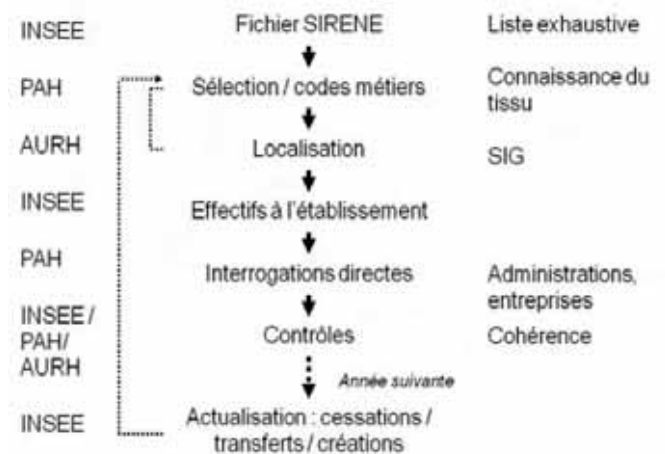 INSEE Fichier SIRENE Liste exhaustive
PAH Sélection / codes métiers Connaissance du
tissu
AURH Localisation SIG
INSEE Effectifs à l'établissement
PAH Interrogations directes Administrations,
entreprises
INSEE /
PAH/ Contrôles Cohérence
AURH
Année suivante
INSEE Actualisation : cessations /
transferts / créations